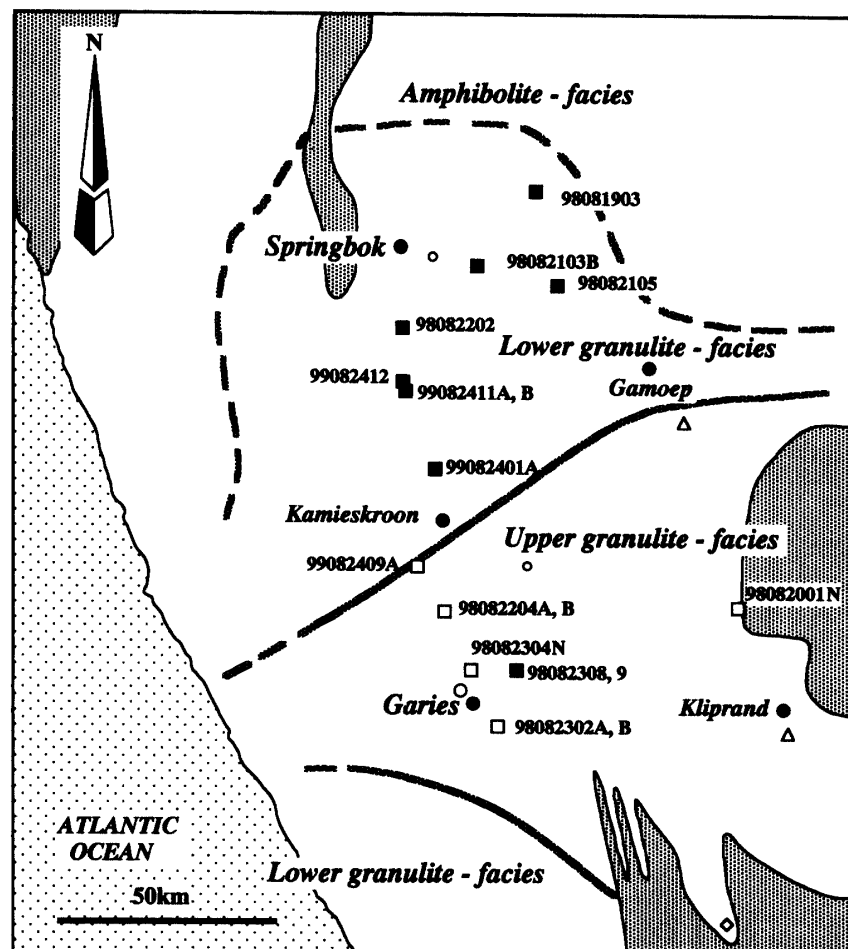 N
Amphibolite - facies
98081903
Springbok
98082103B
98082105
98082202
Lower granulite - facies
99082412
Gamoep
99082411A, B
99082401A
Kamieskroon
Upper granulite - facies
99082409A
98082001N
98082204A, B
98082304N
98082308, 9
Garies
Kliprand
98082302A, B
ATLANTIC
OCEAN
Lower granulite - facies
50km